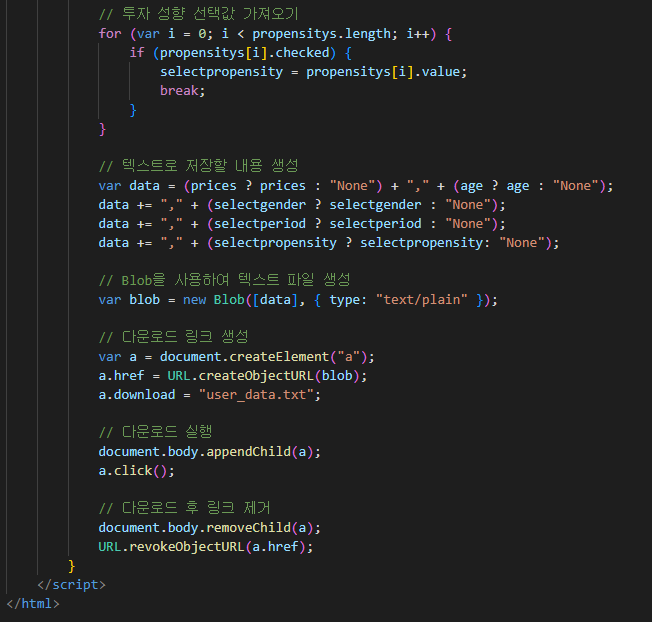 // 투자 성향 선택값 가져오기
for (var i = 0; i < propensitys.length; i++) {
if (propensitys[i].checked) {
selectpropensity = propensitys[i].value;
break;
}
}
// 텍스트로 저장할 내용 생성
var data = (prices ? prices : "None") + "," + (age ? age : "None");
data += "," + (selectgender ? selectgender : "None");
data += "," + (selectperiod ? selectperiod : "None");
data += "," + (selectpropensity ? selectpropensity: "None");
// Blob을 사용하여 텍스트 파일 생성
var blob = new Blob([data], { type: "text/plain" });
// 다운로드 링크 생성
var a = document.createElement("a");
a.href = URL.createObjectURL(blob);
a.download = "user_data.txt";
// 다운로드 실행
document.body.appendChild(a);
a.click();
// 다운로드 후 링크 제거
document.body.removeChild(a);
URL.revokeObjectURL(a.href);
}
</script>
</html>